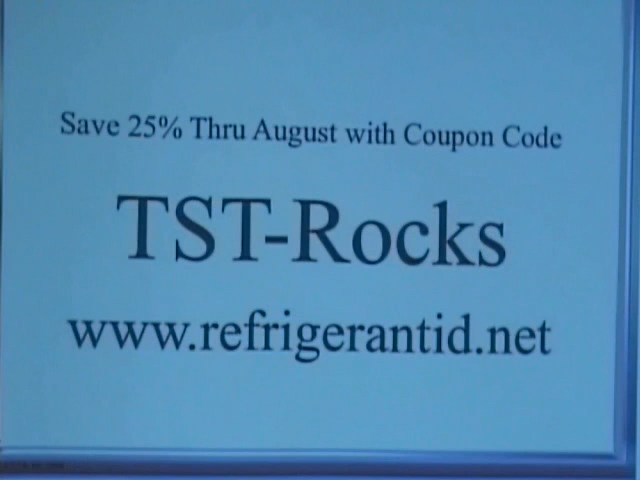 Save 25% Thru August with Coupon Code
TST-Rocks
www.refrigerantid.net